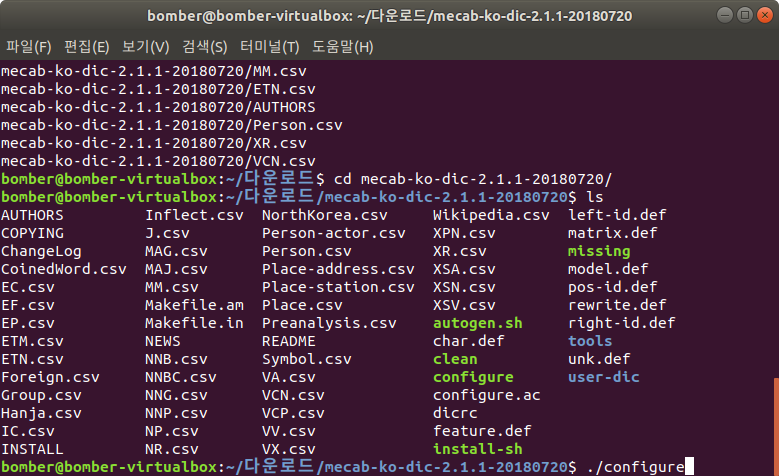 bomber@bomber-virtualbox: ~/다운로드/mecab-ko-dic-2.1.1-20180720
파일(F) 편집(E) 보기(V) 검색(S) 터미널(T) 도움말(H)
mecab-ko-dic-2.1.1-20180720/MM.csv
mecab-ko-dic-2.1.1-20180720/ETN.csv
mecab-ko-dic-2.1.1-20180720/AUTHORS
mecab-ko-dic-2.1.1-20180720/Person.csv
mecab-ko-dic-2.1.1-20180720/XR.csv
mecab-ko-dic-2.1.1-20180720/VCN.csv
bomber@bomber-virtualbox:~/다운로드$ cd mecab-ko-dic-2.1.1-20180720/
bomber@bomber-virtualbox:~/다운로드/mecab-ko-dic-2.1.1-20180720$ ls
AUTHORS Inflect.csv NorthKorea.csv Wikipedia.csv left-id.def
COPYING J.csv Person-actor.csv XPN.csv matrix.def
ChangeLog MAG.csv Person.csv XR.csv missing
CoinedWord.csv MAJ.csv Place-address.csv XSA.csv model.def
EC.csv MM.csv Place-station.csv XSN.csv pos-id.def
EF.csv Makefile.am Place.csv XSV.csv rewrite.def
EP.csv Makefile.in Preanalysis.csv autogen.sh right-id.def
ETM.csv NEWS README char.def tools
ETN.csv NNB.csv Symbol.csv clean unk.def
Foreign.csv NNBC.csv VA.csv configure user-dic
Group.csv NNG.csv VCN.csv configure.ac
Hanja.csv NNP.csv VCP.csv dicrc
IC.csv NP.csv VV.csv feature.def
INSTALL NR.csv VX.csv install-sh
bomber@bomber-virtualbox:~/다운로드/mecab-ko-dic-2.1.1-20180720$ ./configure